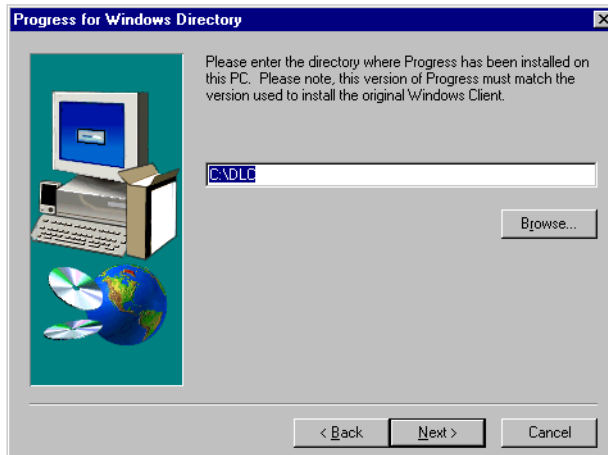 Progress for Windows Directory
Please enter the directory where Progress has been installed on
this PC. Please note, this version of Progress must match the
version used to install the original Windows Client.
C:\DLC
Browse...
< Back
Next >
Cancel